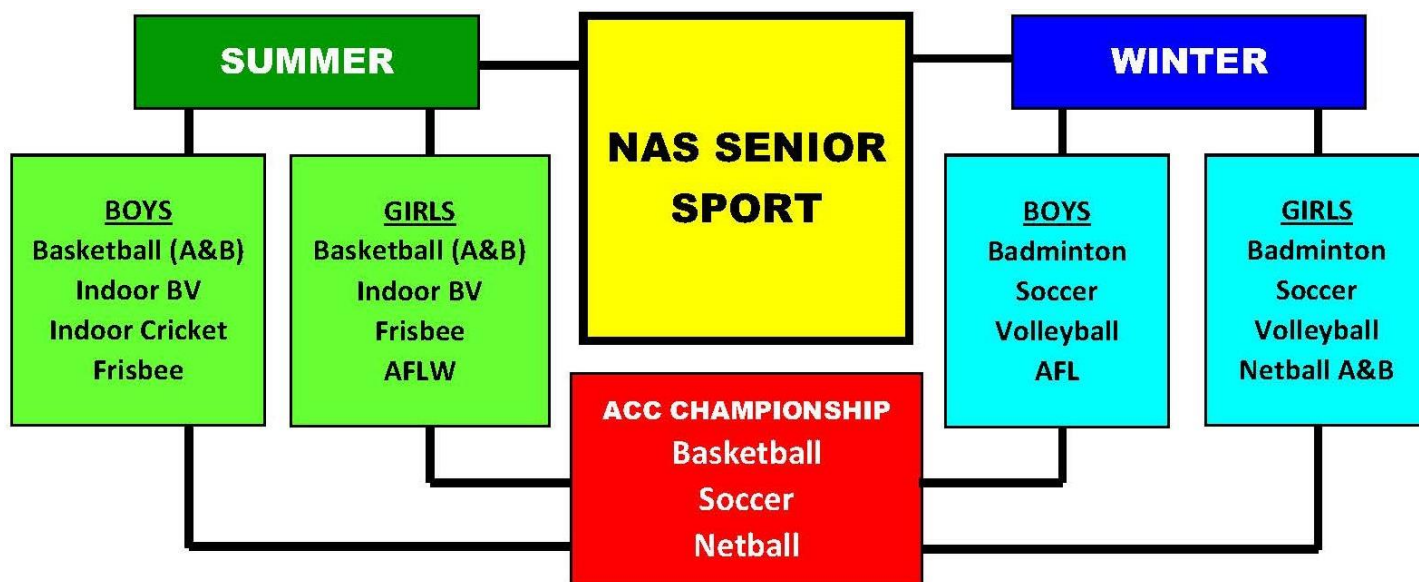 SUMMER
NAS SENIOR
SPORT
WINTER
BOYS
Basketball (A&B)
Indoor BV
Indoor Cricket
Frisbee
GIRLS
Basketball (A&B)
Indoor BV
Frisbee
AFLW
BOYS
Badminton
Soccer
Volleyball
AFL
GIRLS
Badminton
Soccer
Volleyball
Netball A&B
ACC CHAMPIONSHIP
Basketball
Soccer
Netball